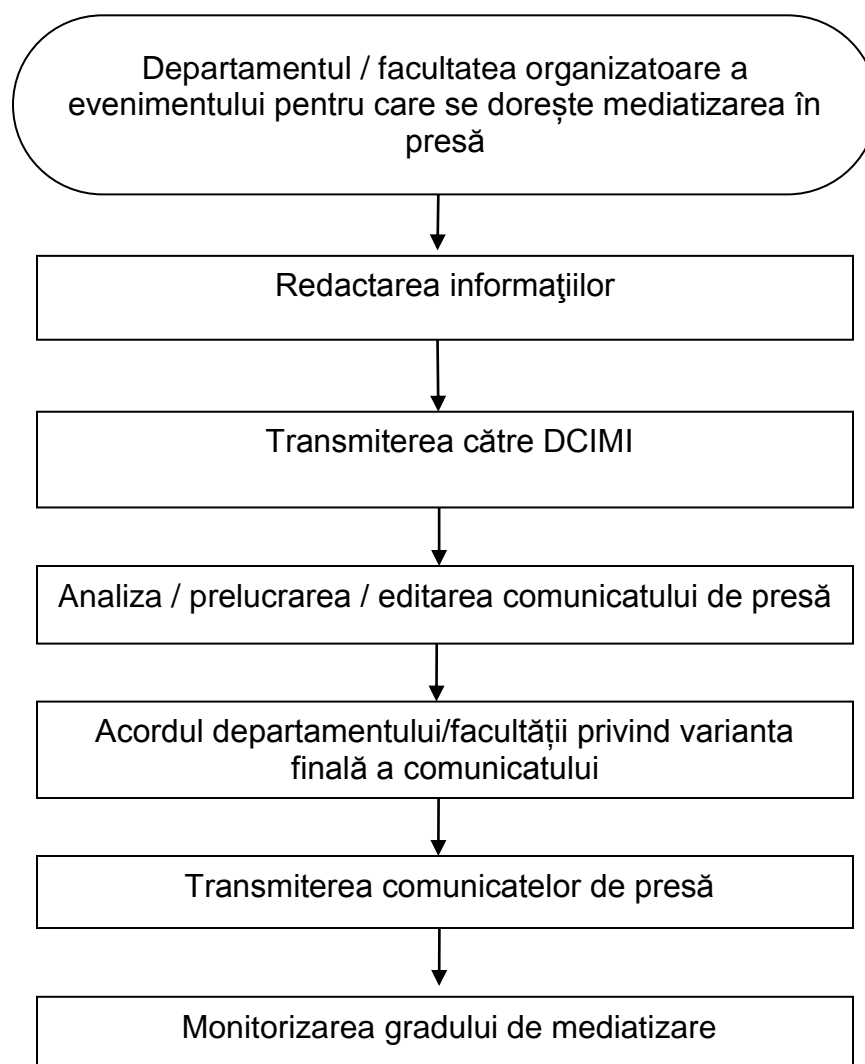 Departamentul / facultatea organizatoare a
evenimentului pentru care se dorește mediatizarea în
presă
Redactarea informaţiilor
Transmiterea către DCIMI
Analiza / prelucrarea / editarea comunicatului de presă
Acordul departamentului/facultății privind varianta
finală a comunicatului
Transmiterea comunicatelor de presă
Monitorizarea gradului de mediatizare